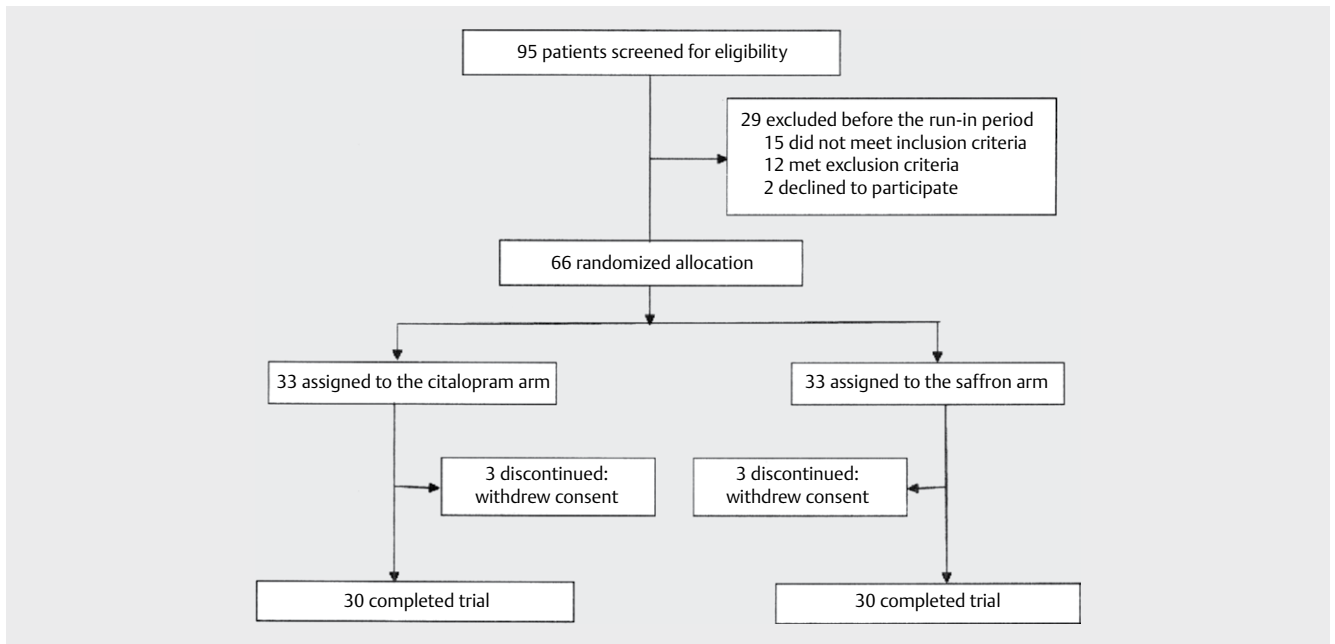 95 patients screened for eligibility
29 excluded before the run-in period
15 did not meet inclusion criteria
12 met exclusion criteria
2 declined to participate
66 randomized allocation
33 assigned to the citalopram arm
33 assigned to the saffron arm
3 discontinued:
withdrew consent
3 discontinued:
withdrew consent
30 completed trial
30 completed trial